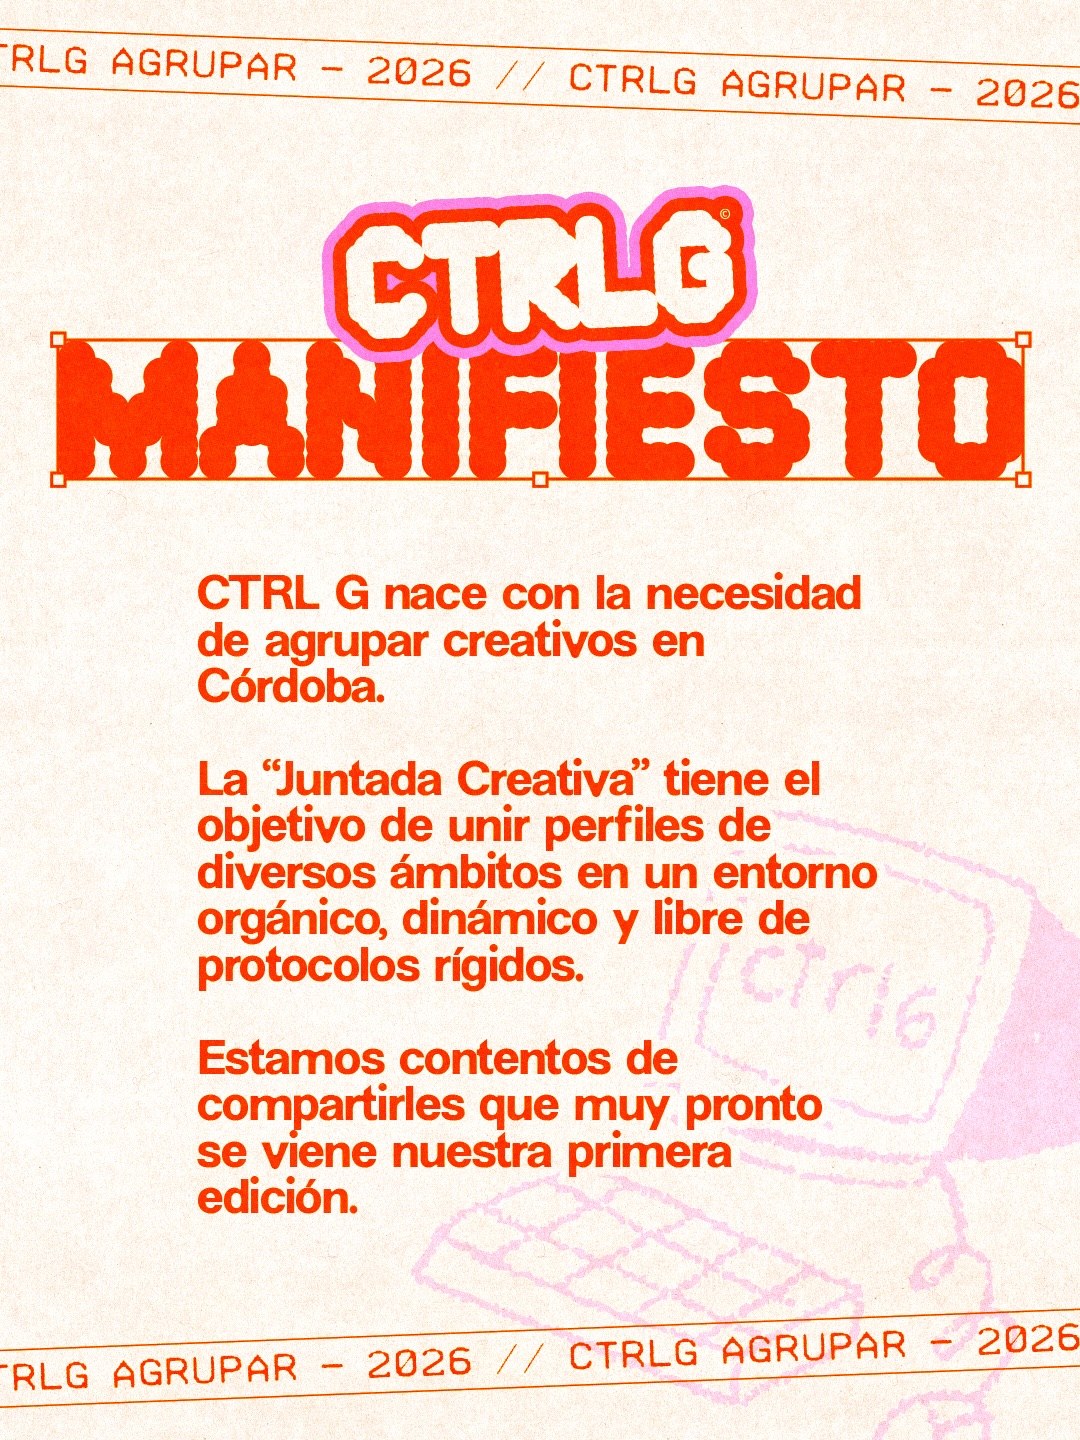 TRLG AGRUPAR – 2026 // CTRLG AGRUPAR – 2026
CTRLG©
MANIFIESTO
CTRL G nace con la necesidad
de agrupar creativos en
Córdoba.
La “Juntada Creativa” tiene el
objetivo de unir perfiles de
diversos ámbitos en un entorno
orgánico, dinámico y libre de
protocolos rígidos.
ctrlG
Estamos contentos de
compartirles que muy pronto
se viene nuestra primera
edición.
TRLG AGRUPAR – 2026 // CTRLG AGRUPAR – 2026